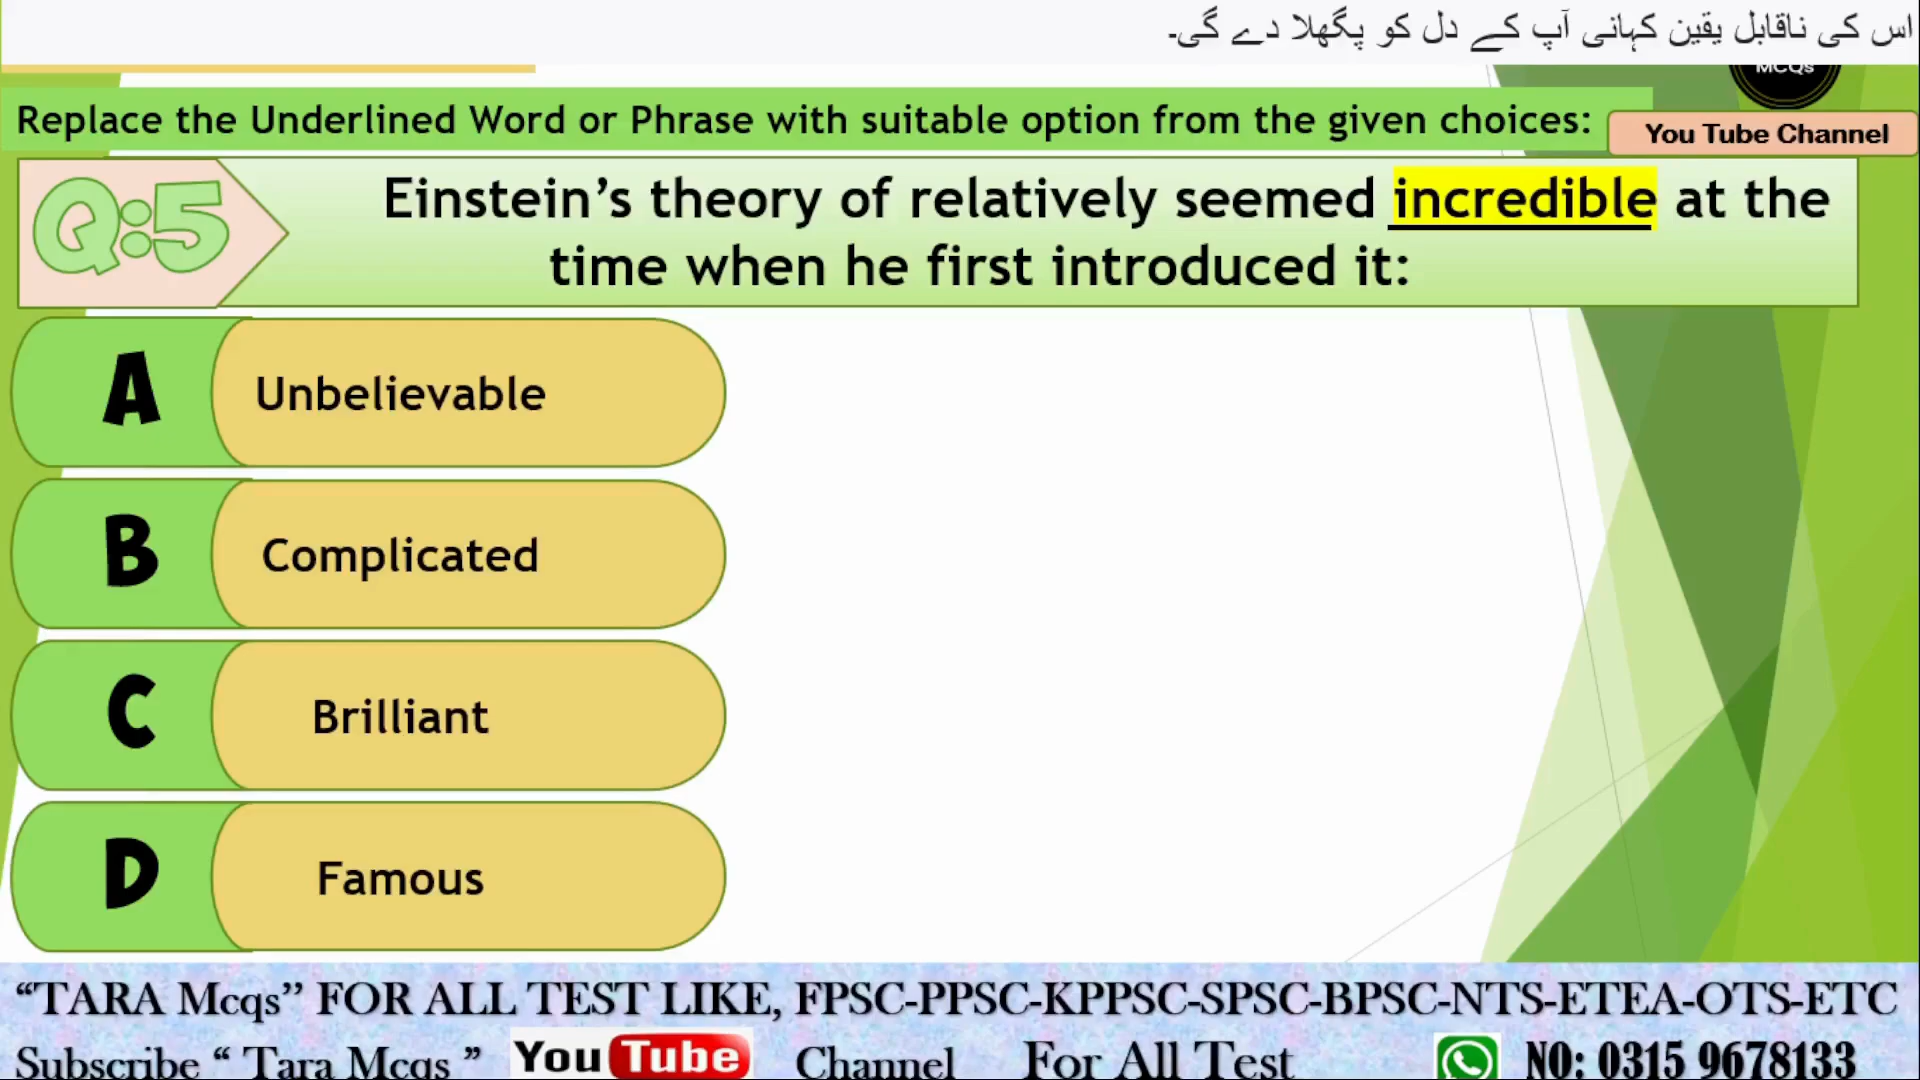 اس کی ناقابل یقین کہانی آپ کے دل کو پگھلا دے گی۔
MCQs
Replace the Underlined Word or Phrase with suitable option from the given choices:
You Tube Channel
Q:5
Einstein’s theory of relatively seemed incredible at the
time when he first introduced it:
A
Unbelievable
B
Complicated
C
Brilliant
D
Famous
“TARA Mcqs” FOR ALL TEST LIKE, FPSC-PPSC-KPPSC-SPSC-BPSC-NTS-ETEA-OTS-ETC
Subscribe “ Tara Mcqs ” YouTube Channel For All Test NO: 0315 9678133